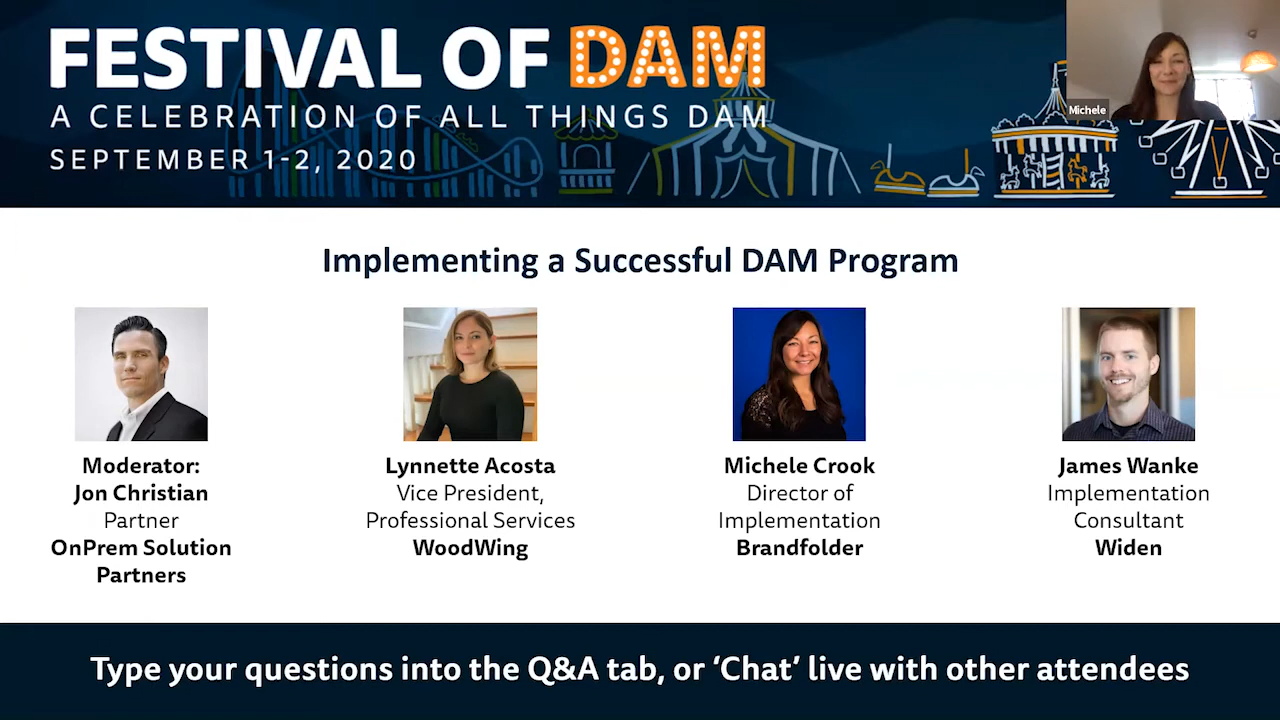 FESTIVAL OF DAM
A CELEBRATION OF ALL THINGS DAM
SEPTEMBER 1-2, 2020
Michele
Implementing a Successful DAM Program
Moderator:
Jon Christian
Partner
OnPrem Solution
Partners
Lynnette Acosta
Vice President,
Professional Services
WoodWing
Michele Crook
Director of
Implementation
Brandfolder
James Wanke
Implementation
Consultant
Widen
Type your questions into the Q&A tab, or ‘Chat’ live with other attendees